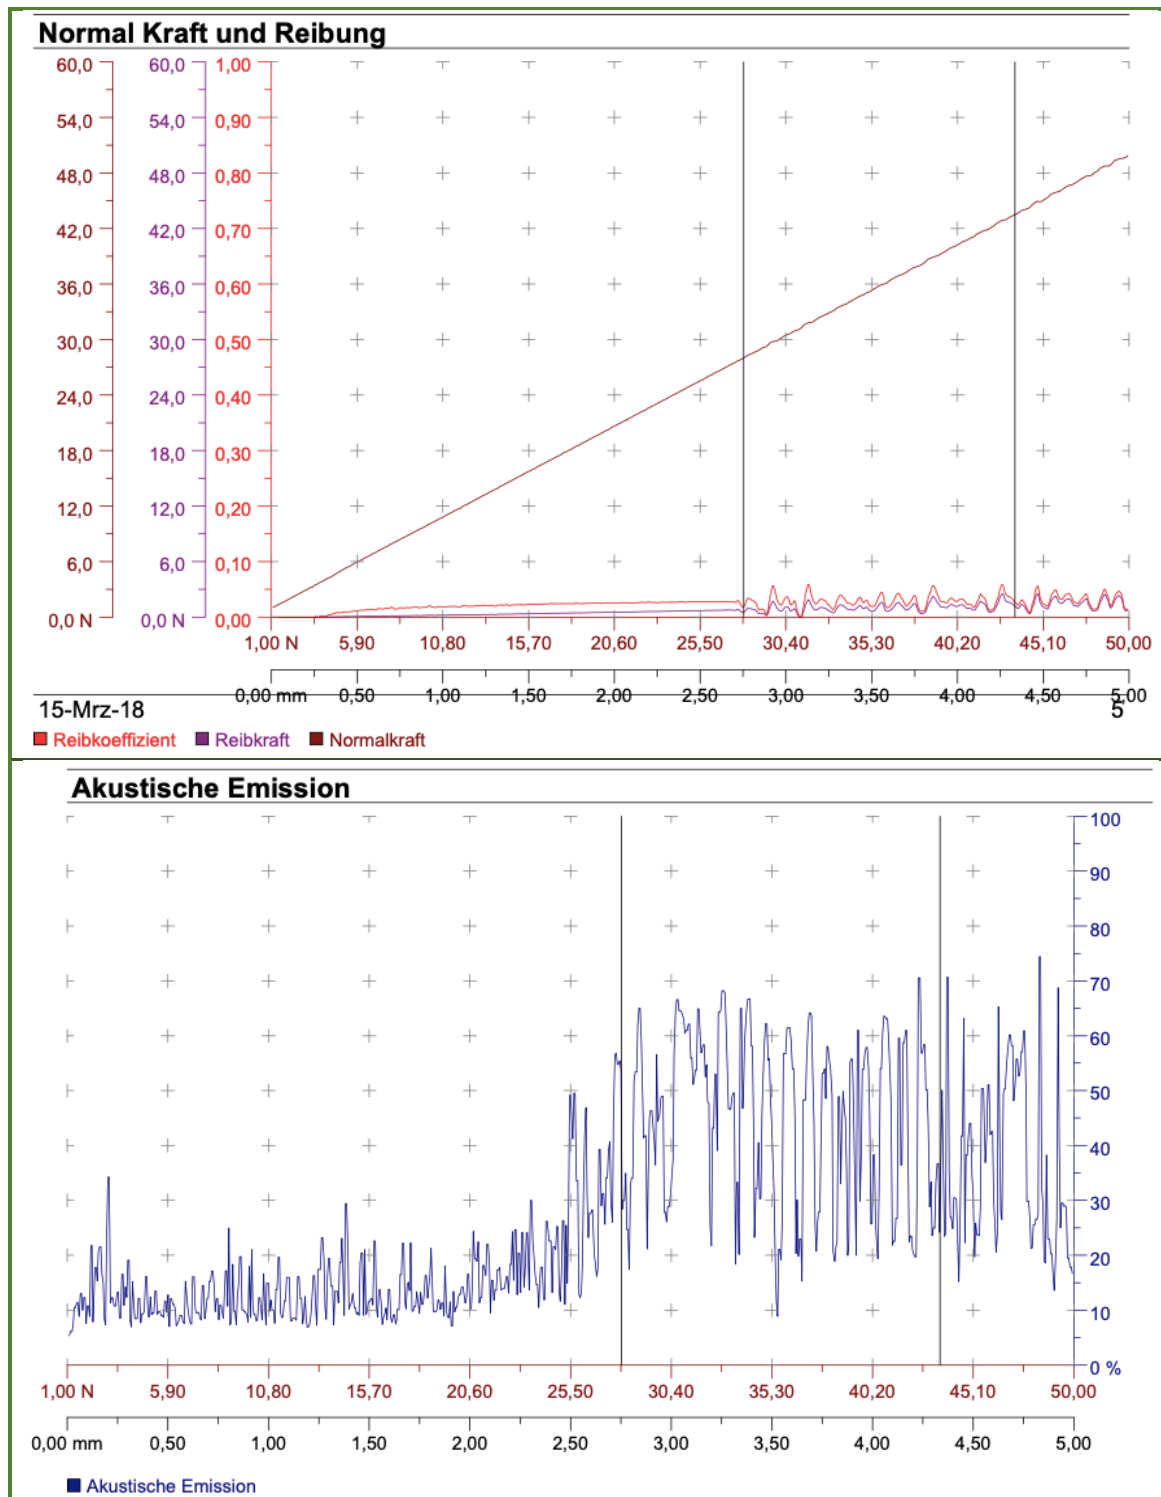 Normal Kraft und Reibung
60,0 60,0 1,00
54,0 54,0 0,90
48,0 48,0 0,80
42,0 42,0 0,70
36,0 36,0 0,60
30,0 30,0 0,50
24,0 24,0 0,40
18,0 18,0 0,30
12,0 12,0 0,20
6,0 6,0 0,10
0,0 N 0,0 N 0,00
1,00 N 5,90 10,80 15,70 20,60 25,50 30,40 35,30 40,20 45,10 50,00
0,00 mm 0,50 1,00 1,50 2,00 2,50 3,00 3,50 4,00 4,50 5,00
15-Mrz-18 5
Reibkoeffizient Reibkraft Normalkraft
Akustische Emission
100
90
80
70
60
50
40
30
20
10
0 %
1,00 N 5,90 10,80 15,70 20,60 25,50 30,40 35,30 40,20 45,10 50,00
0,00 mm 0,50 1,00 1,50 2,00 2,50 3,00 3,50 4,00 4,50 5,00
Akustische Emission